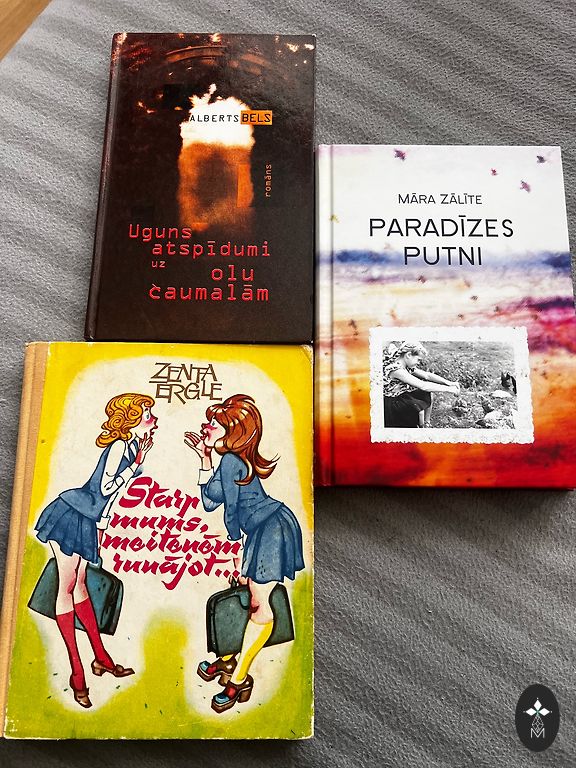 ALBERTS BELS
romāns
Uguns
atspīdumi
uz
olu
čaumalām
MĀRA ZĀLĪTE
PARADĪZES
PUTNI
ZENTA
ERGLE
Starp
mums,
meitenēm
runājot...
M